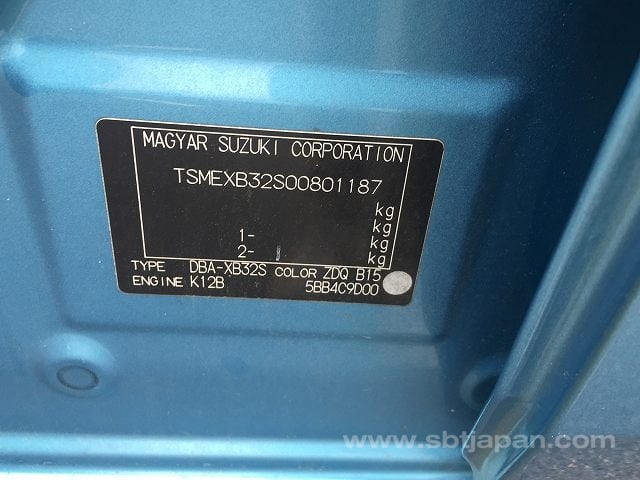 MAGYAR SUZUKI CORPORATION
TSMEXB32S00801187
kg
kg
1- kg
2- kg
TYPE DBA-XB32S COLOR ZDQ B15
ENGINE K12B 5BB4C9D00
www.sbtjapan.com